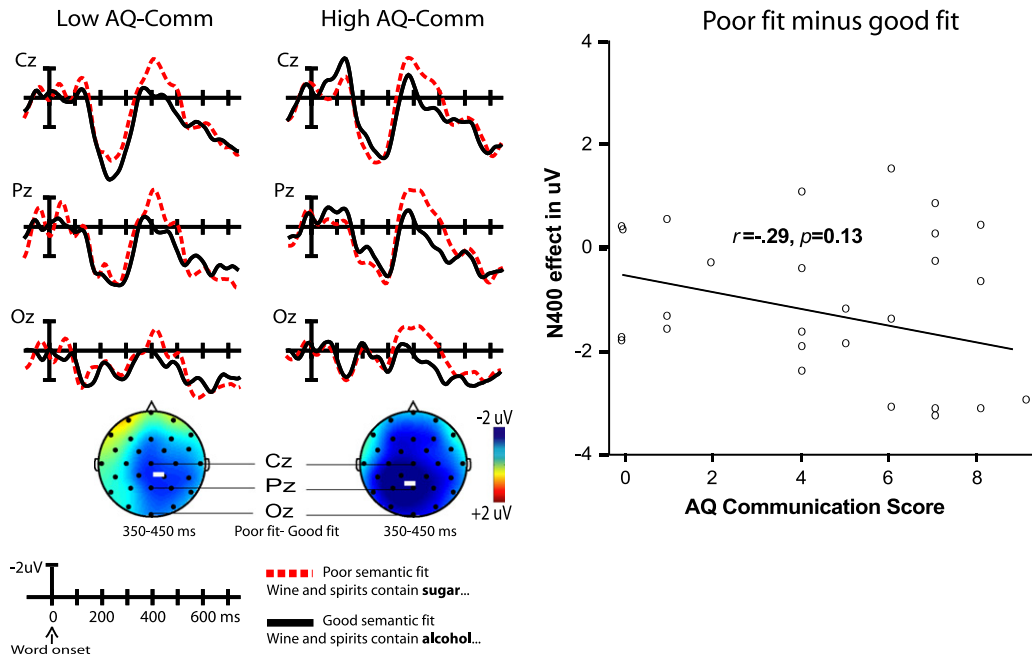 Low AQ-Comm
High AQ-Comm
Poor fit minus good fit
Cz
Cz
Pz
Pz
Oz
Oz
4
2
0
-2
-4
N400 effect in uV
r=-.29, p=0.13
0
2
4
6
8
AQ Communication Score
-2 uV
+2 uV
Cz
Pz
Oz
350-450 ms
Poor fit- Good fit
350-450 ms
-2uV
0
200
400
600 ms
Word onset
Poor semantic fit
Wine and spirits contain sugar...
Good semantic fit
Wine and spirits contain alcohol...